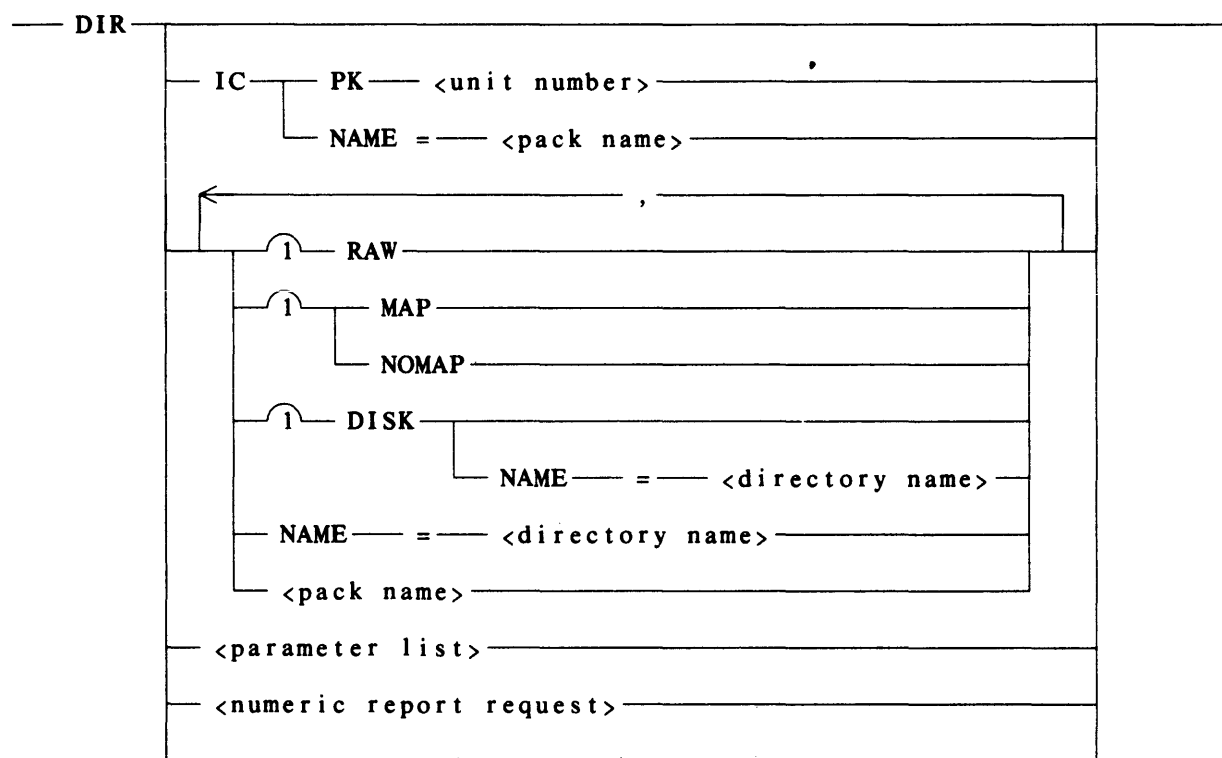 DIR
IC PK <unit number>
NAME = <pack name>
,
1 RAW
1 MAP
NOMAP
1 DISK
NAME = <directory name>
NAME = <directory name>
<pack name>
<parameter list>
<numeric report request>